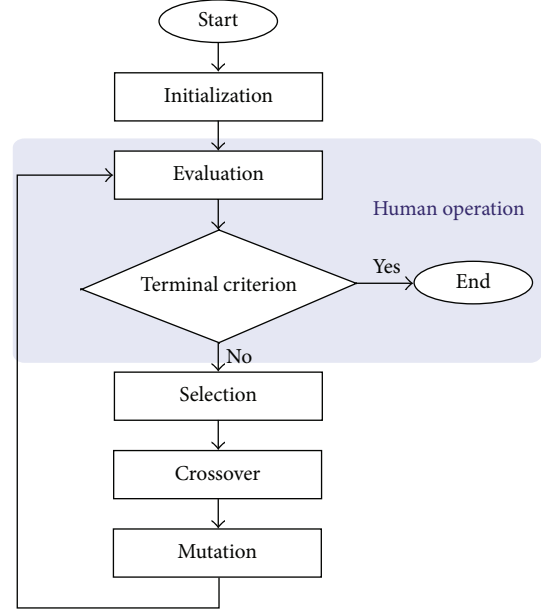 Start
Initialization
Evaluation
Human operation
Terminal criterion
Yes
End
No
Selection
Crossover
Mutation